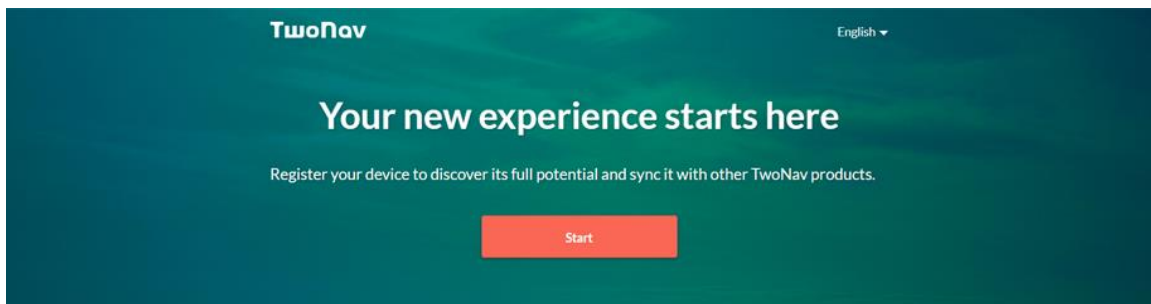 TwoNav
English
Your new experience starts here
Register your device to discover its full potential and sync it with other TwoNav products.
Start